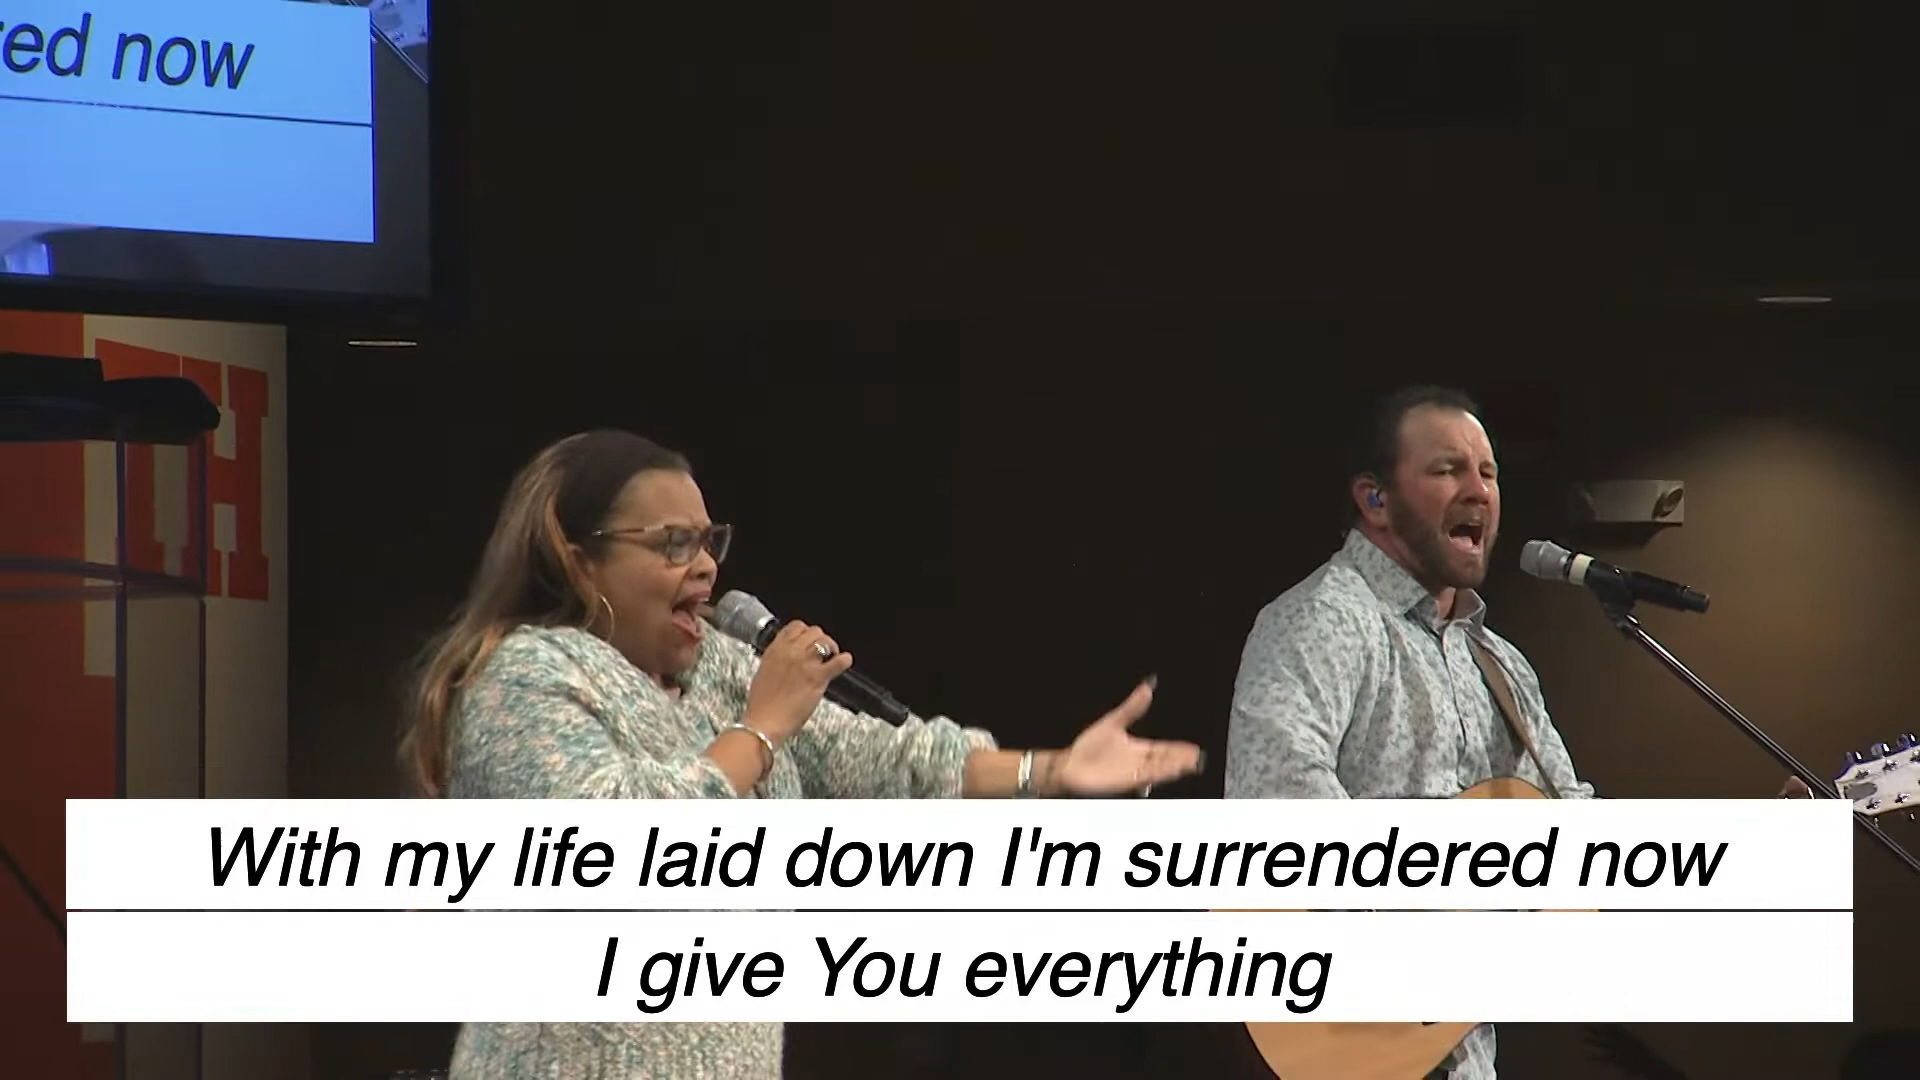 ed now
H
With my life laid down I'm surrendered now
I give You everything